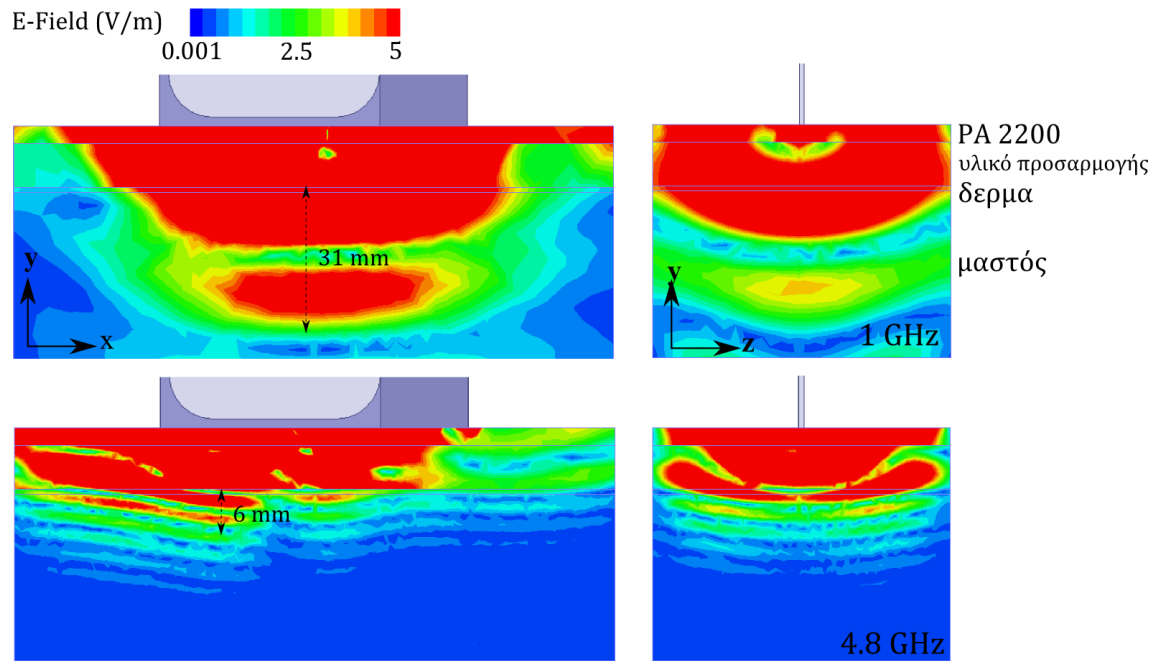 E-Field (V/m)
0.001 2.5 5
PA 2200
υλικό προσαρμογής
δερμα
31 mm
μαστός
y
x
y
z
1 GHz
6 mm
4.8 GHz